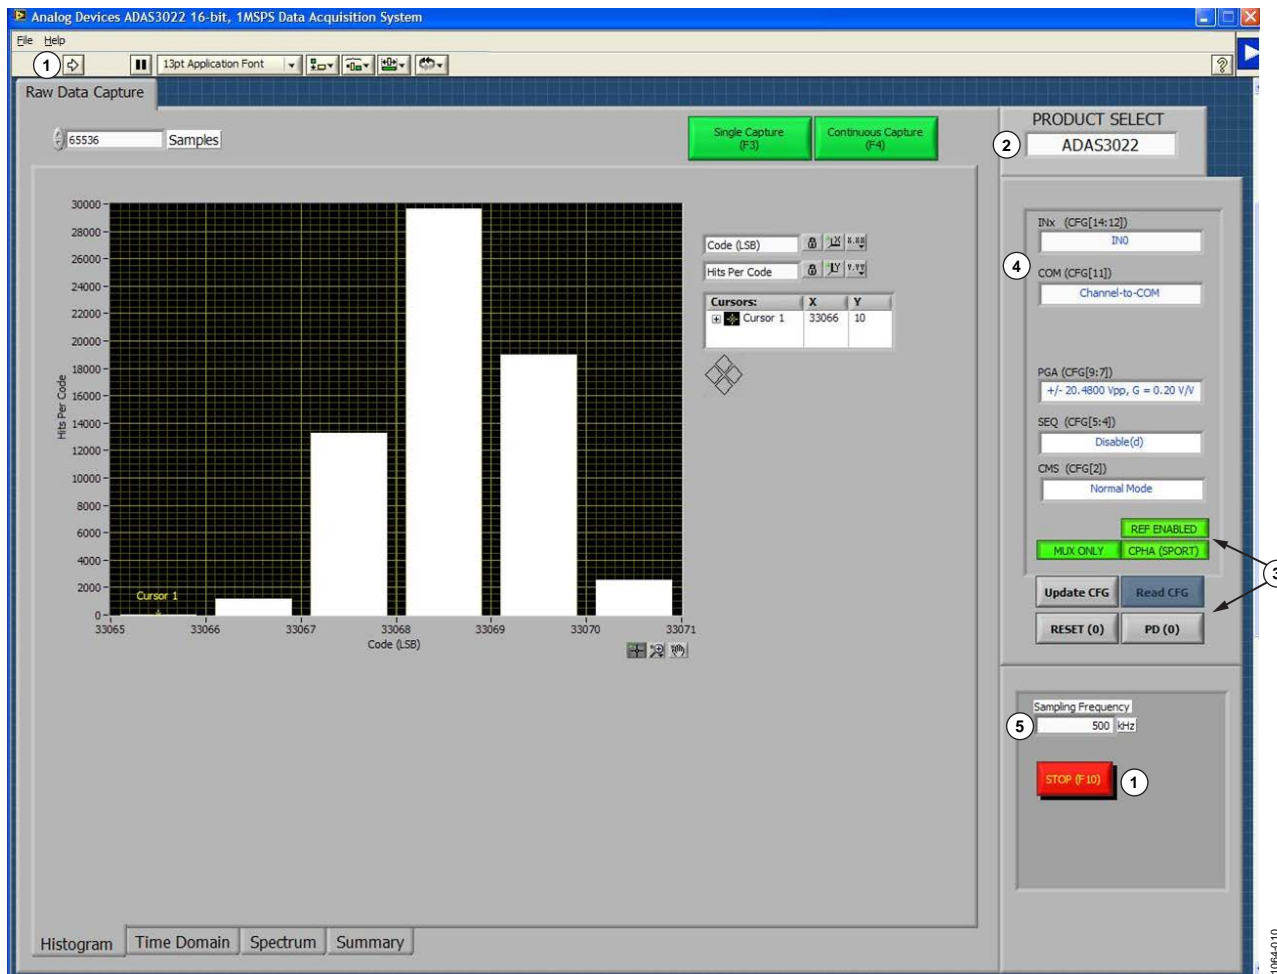 Analog Devices ADAS3022 16-bit, 1MSPS Data Acquisition System
File Help
1
13pt Application Font
?
Raw Data Capture
65536
Samples
Single Capture
(F3)
Continuous Capture
(F4)
PRODUCT SELECT
2
ADAS3022
30000
28000
26000
24000
22000
20000
18000
16000
14000
12000
10000
8000
6000
4000
2000
0
Hits Per Code
Cursor 1
33065
33066
33067
33068
33069
33070
33071
Code (LSB)
Code (LSB)
X
X.XX
Hits Per Code
Y
Y.YY
Cursors: X Y
Cursor 1 33066 10
4
INx (CFG[14:12])
IN0
COM (CFG[11])
Channel-to-COM
PGA (CFG[9:7])
+/- 20.4800 Vpp, G = 0.20 V/V
SEQ (CFG[5:4])
Disable(d)
CMS (CFG[2])
Normal Mode
REF ENABLED
MUX ONLY
CPHA (SPORT)
3
Update CFG
Read CFG
RESET (0)
PD (0)
Sampling Frequency
5
500 kHz
STOP (F10)
1
Histogram
Time Domain
Spectrum
Summary
1064-019